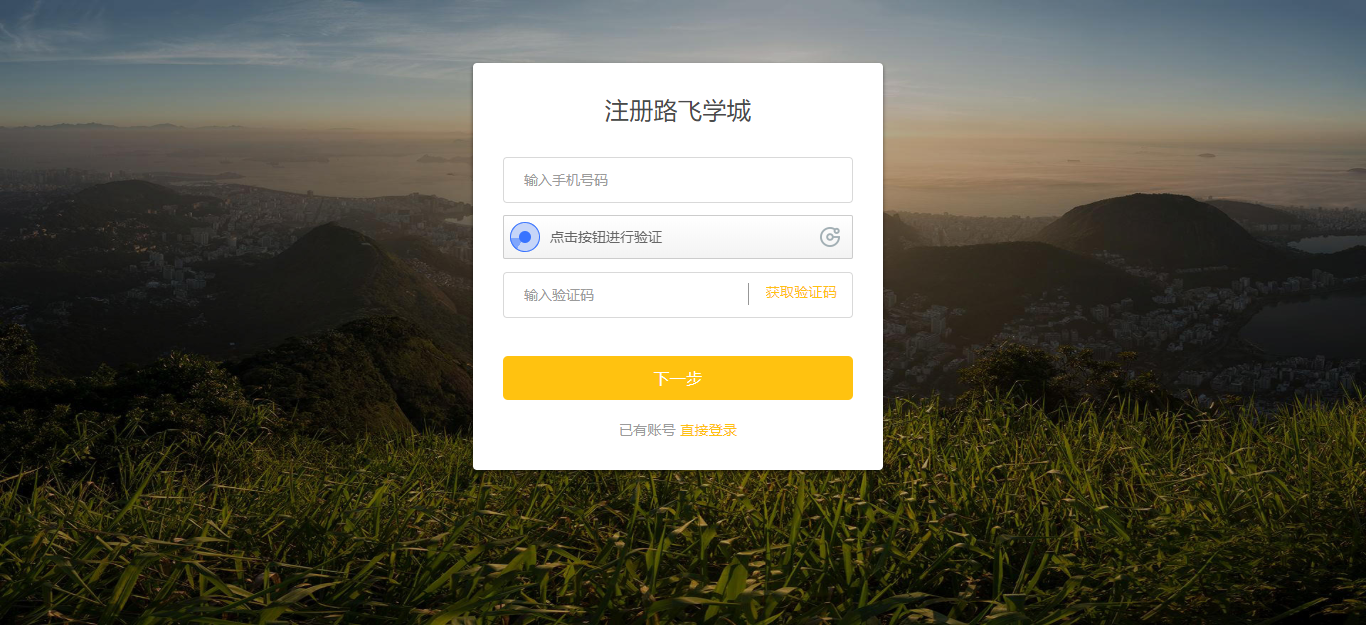 注册路飞学城
输入手机号码
点击按钮进行验证
输入验证码 获取验证码
下一步
已有账号 直接登录